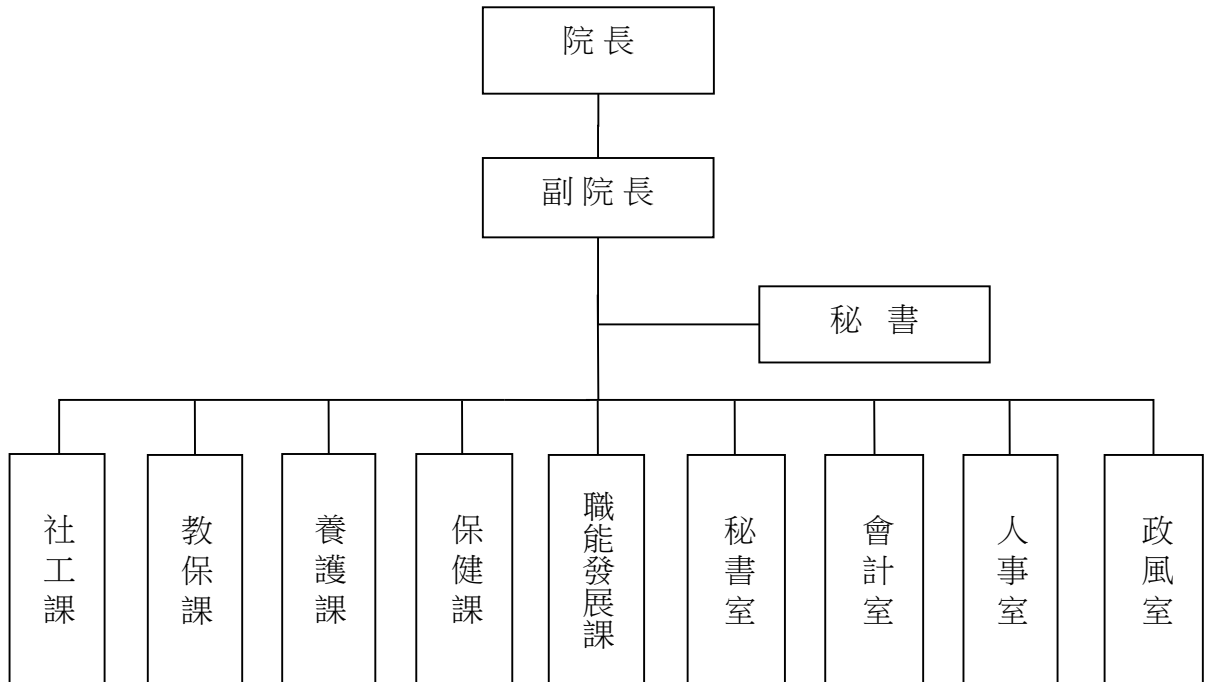 院長
副院長
秘 書
社工課
教保課
養護課
保健課
職能發展課
秘書室
會計室
人事室
政風室